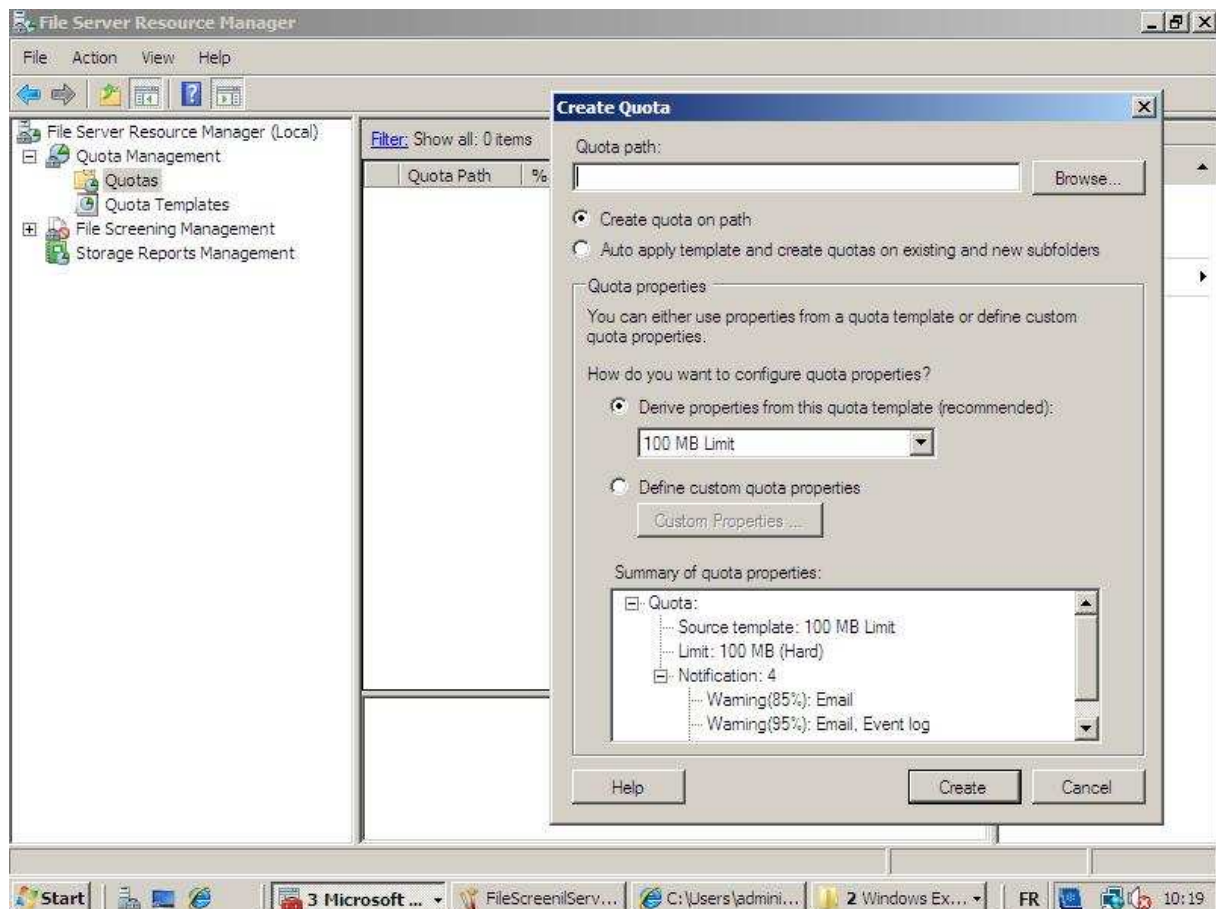 File Server Resource Manager
File Action View Help
File Server Resource Manager (Local)
Quota Management
Quotas
Quota Templates
File Screening Management
Storage Reports Management
Filter: Show all: 0 items
Quota Path %
Create Quota
Quota path:
Browse...
Create quota on path
Auto apply template and create quotas on existing and new subfolders
Quota properties
You can either use properties from a quota template or define custom
quota properties.
How do you want to configure quota properties?
Derive properties from this quota template (recommended):
100 MB Limit
Define custom quota properties
Custom Properties ...
Summary of quota properties:
Quota:
Source template: 100 MB Limit
Limit: 100 MB (Hard)
Notification: 4
Warning(85%): Email
Warning(95%): Email, Event log
Help Create Cancel
Start 3 Microsoft ... FileScreenilServ... C:\Users\admini... 2 Windows Ex... FR 10:19